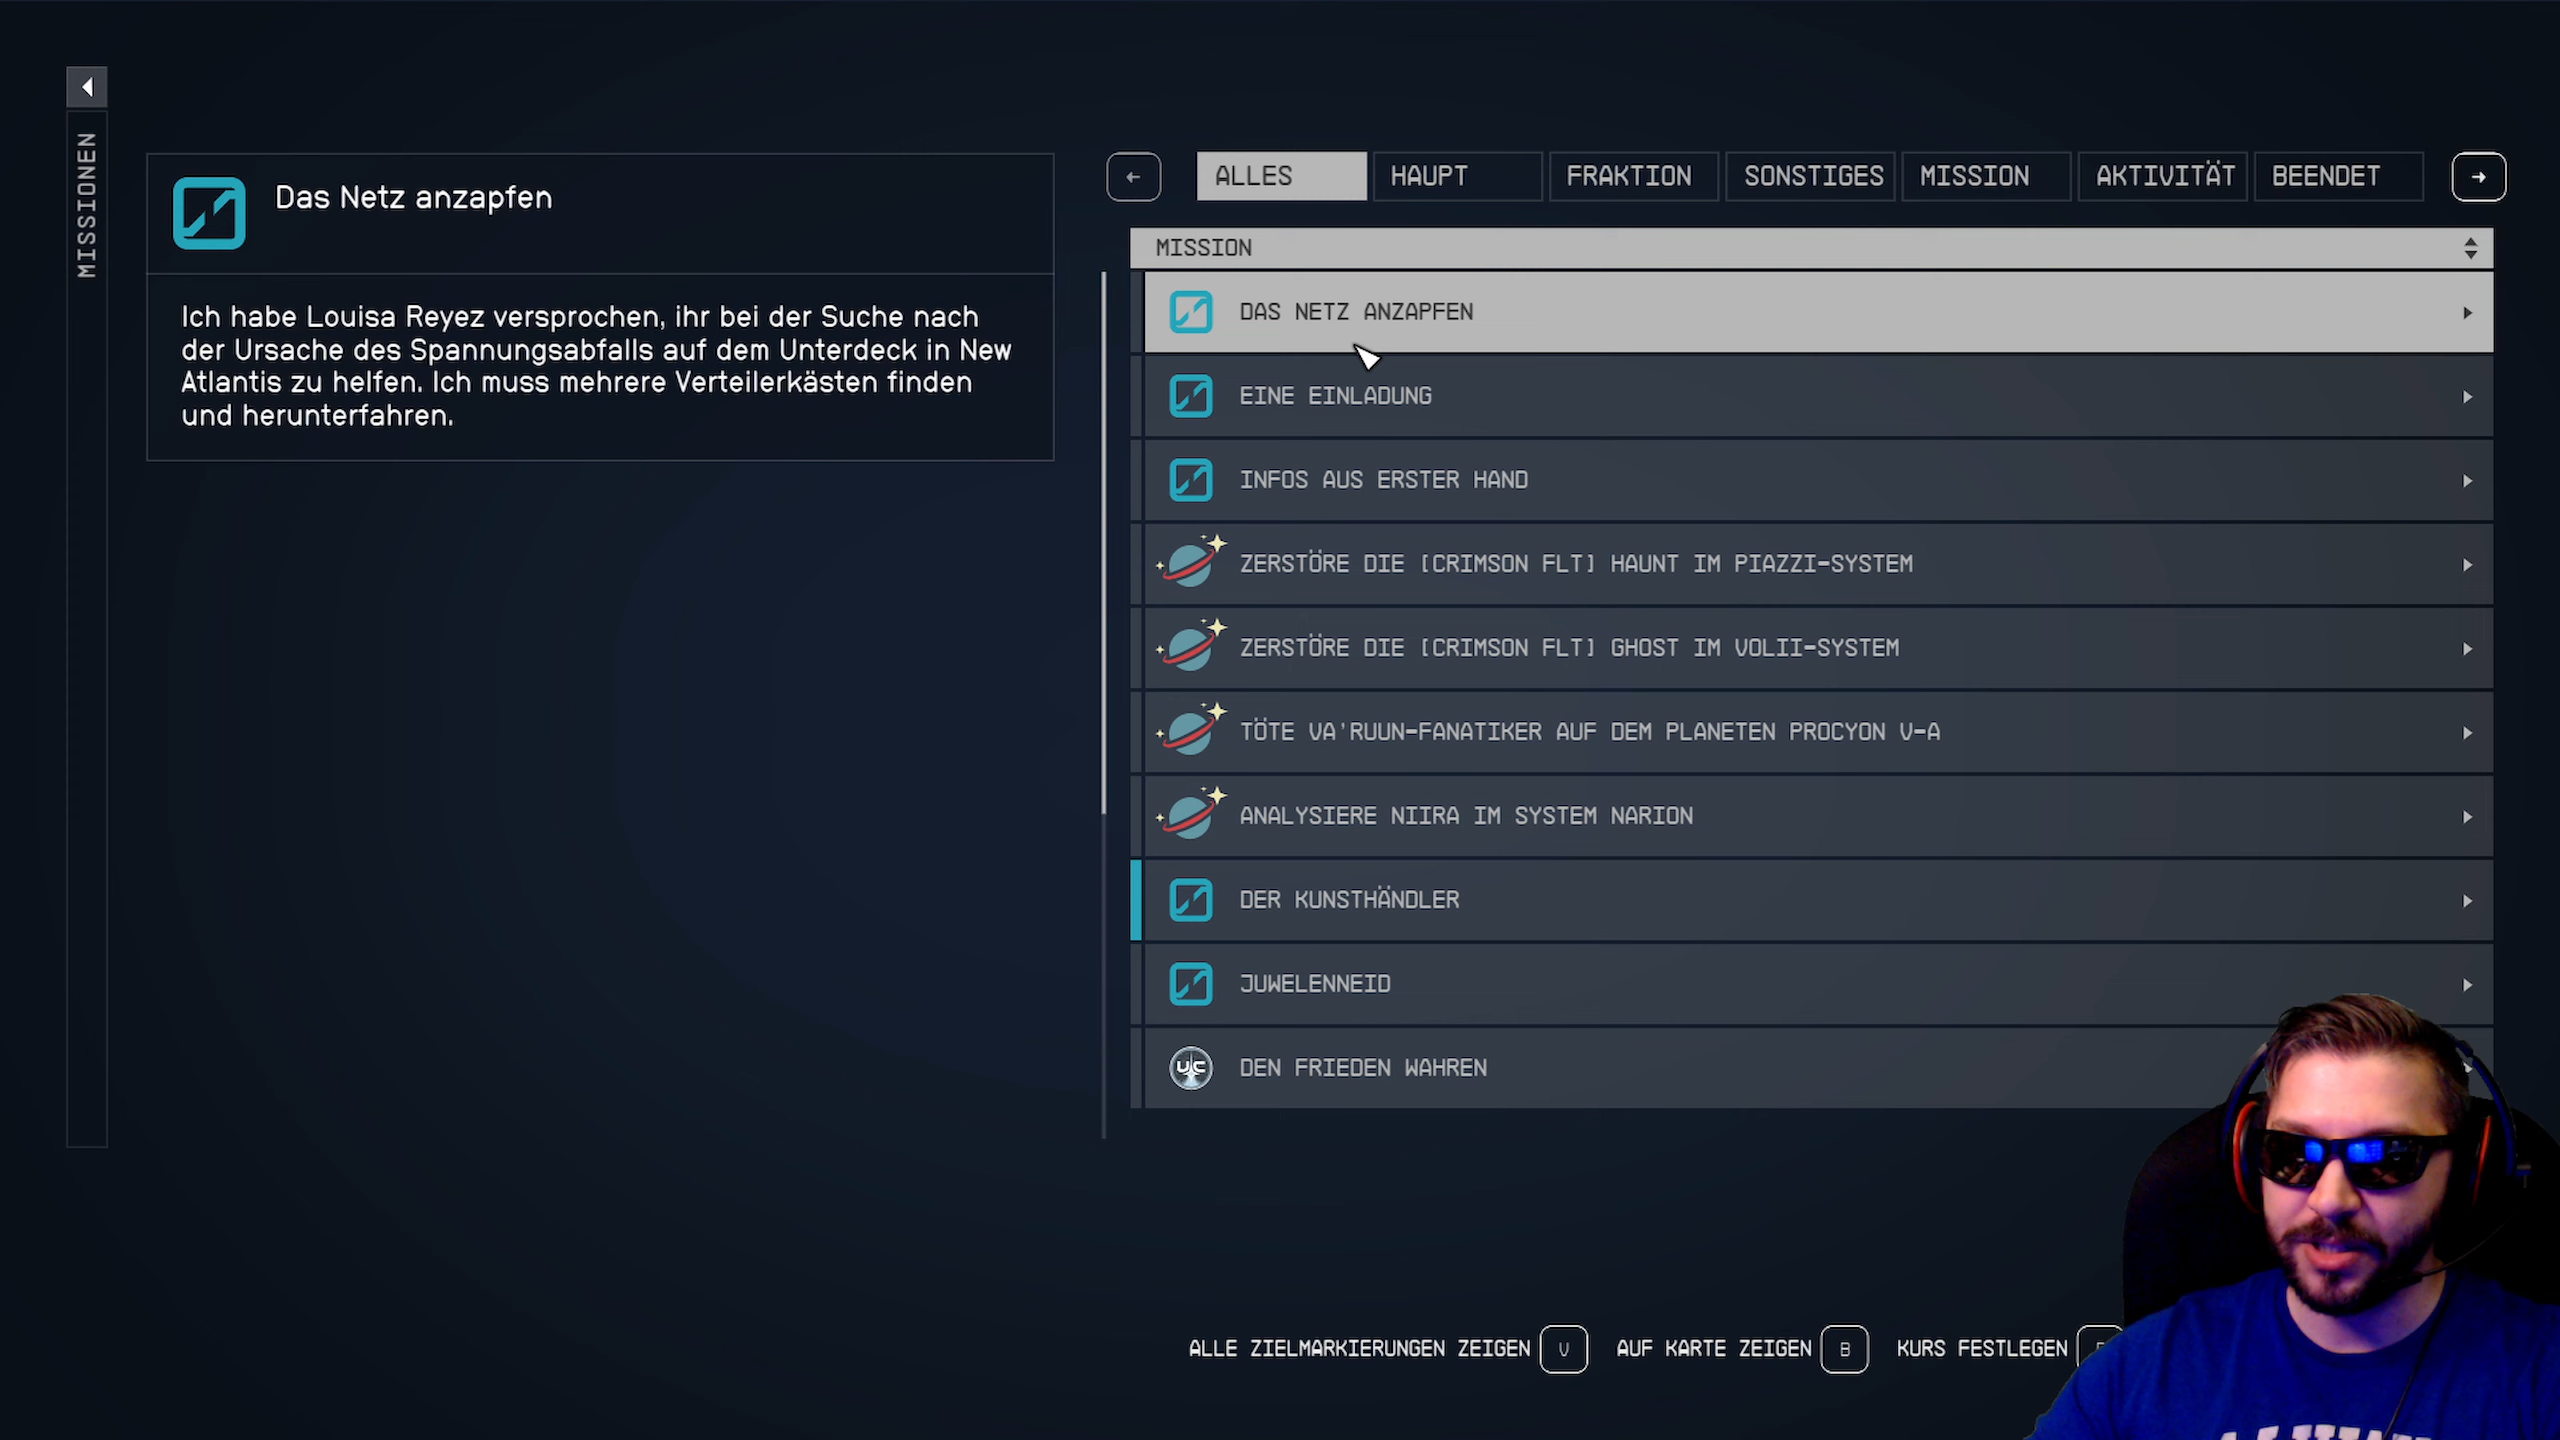 MISSIONEN
Das Netz anzapfen
Ich habe Louisa Reyez versprochen, ihr bei der Suche nach
der Ursache des Spannungsabfalls auf dem Unterdeck in New
Atlantis zu helfen. Ich muss mehrere Verteilerkästen finden
und herunterfahren.
ALLES HAUPT FRAKTION SONSTIGES MISSION AKTIVITÄT BEENDET
MISSION
DAS NETZ ANZAPFEN
EINE EINLADUNG
INFOS AUS ERSTER HAND
ZERSTÖRE DIE [CRIMSON FLT] HAUNT IM PIAZZI-SYSTEM
ZERSTÖRE DIE [CRIMSON FLT] GHOST IM VOLII-SYSTEM
TÖTE VA'RUUN-FANATIKER AUF DEM PLANETEN PROCYON V-A
ANALYSIERE NIIRA IM SYSTEM NARION
DER KUNSTHÄNDLER
JUWELENNEID
UC DEN FRIEDEN WAHREN
ALLE ZIELMARKIERUNGEN ZEIGEN V AUF KARTE ZEIGEN B KURS FESTLEGEN